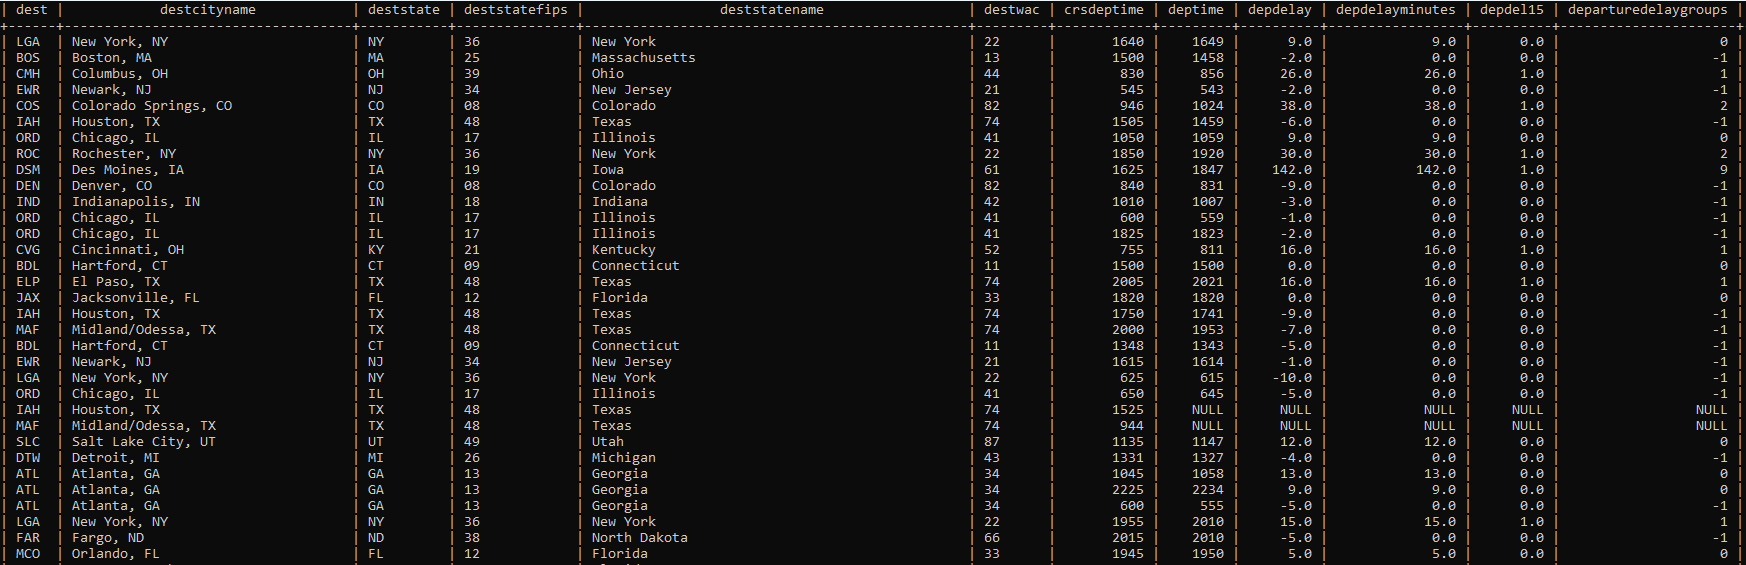 | dest | destcityname | deststate | deststatefips | deststatename | destwac | crsdeptime | deptime | depdelay | depdelayminutes | depdel15 | departuredelaygroups |
| LGA | New York, NY | NY | 36 | New York | 22 | 1640 | 1649 | 9.0 | 9.0 | 0.0 | 0 |
| BOS | Boston, MA | MA | 25 | Massachusetts | 13 | 1500 | 1458 | -2.0 | 0.0 | 0.0 | -1 |
| CMH | Columbus, OH | OH | 39 | Ohio | 44 | 830 | 856 | 26.0 | 26.0 | 1.0 | 1 |
| EWR | Newark, NJ | NJ | 34 | New Jersey | 21 | 545 | 543 | -2.0 | 0.0 | 0.0 | -1 |
| COS | Colorado Springs, CO | CO | 08 | Colorado | 82 | 946 | 1024 | 38.0 | 38.0 | 1.0 | 2 |
| IAH | Houston, TX | TX | 48 | Texas | 74 | 1505 | 1459 | -6.0 | 0.0 | 0.0 | -1 |
| ORD | Chicago, IL | IL | 17 | Illinois | 41 | 1050 | 1059 | 9.0 | 9.0 | 0.0 | 0 |
| ROC | Rochester, NY | NY | 36 | New York | 22 | 1850 | 1920 | 30.0 | 30.0 | 1.0 | 2 |
| DSM | Des Moines, IA | IA | 19 | Iowa | 61 | 1625 | 1847 | 142.0 | 142.0 | 1.0 | 9 |
| DEN | Denver, CO | CO | 08 | Colorado | 82 | 840 | 831 | -9.0 | 0.0 | 0.0 | -1 |
| IND | Indianapolis, IN | IN | 18 | Indiana | 42 | 1010 | 1007 | -3.0 | 0.0 | 0.0 | -1 |
| ORD | Chicago, IL | IL | 17 | Illinois | 41 | 600 | 559 | -1.0 | 0.0 | 0.0 | -1 |
| ORD | Chicago, IL | IL | 17 | Illinois | 41 | 1825 | 1823 | -2.0 | 0.0 | 0.0 | -1 |
| CVG | Cincinnati, OH | KY | 21 | Kentucky | 52 | 755 | 811 | 16.0 | 16.0 | 1.0 | 1 |
| BDL | Hartford, CT | CT | 09 | Connecticut | 11 | 1500 | 1500 | 0.0 | 0.0 | 0.0 | 0 |
| ELP | El Paso, TX | TX | 48 | Texas | 74 | 2005 | 2021 | 16.0 | 16.0 | 1.0 | 1 |
| JAX | Jacksonville, FL | FL | 12 | Florida | 33 | 1820 | 1820 | 0.0 | 0.0 | 0.0 | 0 |
| IAH | Houston, TX | TX | 48 | Texas | 74 | 1750 | 1741 | -9.0 | 0.0 | 0.0 | -1 |
| MAF | Midland/Odessa, TX | TX | 48 | Texas | 74 | 2000 | 1953 | -7.0 | 0.0 | 0.0 | -1 |
| BDL | Hartford, CT | CT | 09 | Connecticut | 11 | 1348 | 1343 | -5.0 | 0.0 | 0.0 | -1 |
| EWR | Newark, NJ | NJ | 34 | New Jersey | 21 | 1615 | 1614 | -1.0 | 0.0 | 0.0 | -1 |
| LGA | New York, NY | NY | 36 | New York | 22 | 625 | 615 | -10.0 | 0.0 | 0.0 | -1 |
| ORD | Chicago, IL | IL | 17 | Illinois | 41 | 650 | 645 | -5.0 | 0.0 | 0.0 | -1 |
| IAH | Houston, TX | TX | 48 | Texas | 74 | 1525 | NULL | NULL | NULL | NULL | NULL |
| MAF | Midland/Odessa, TX | TX | 48 | Texas | 74 | 944 | NULL | NULL | NULL | NULL | NULL |
| SLC | Salt Lake City, UT | UT | 49 | Utah | 87 | 1135 | 1147 | 12.0 | 12.0 | 0.0 | 0 |
| DTW | Detroit, MI | MI | 26 | Michigan | 43 | 1331 | 1327 | -4.0 | 0.0 | 0.0 | -1 |
| ATL | Atlanta, GA | GA | 13 | Georgia | 34 | 1045 | 1058 | 13.0 | 13.0 | 0.0 | 0 |
| ATL | Atlanta, GA | GA | 13 | Georgia | 34 | 2225 | 2234 | 9.0 | 9.0 | 0.0 | 0 |
| ATL | Atlanta, GA | GA | 13 | Georgia | 34 | 600 | 555 | -5.0 | 0.0 | 0.0 | -1 |
| LGA | New York, NY | NY | 36 | New York | 22 | 1955 | 2010 | 15.0 | 15.0 | 1.0 | 1 |
| FAR | Fargo, ND | ND | 38 | North Dakota | 66 | 2015 | 2010 | -5.0 | 0.0 | 0.0 | -1 |
| MCO | Orlando, FL | FL | 12 | Florida | 33 | 1945 | 1950 | 5.0 | 5.0 | 0.0 | 0 |